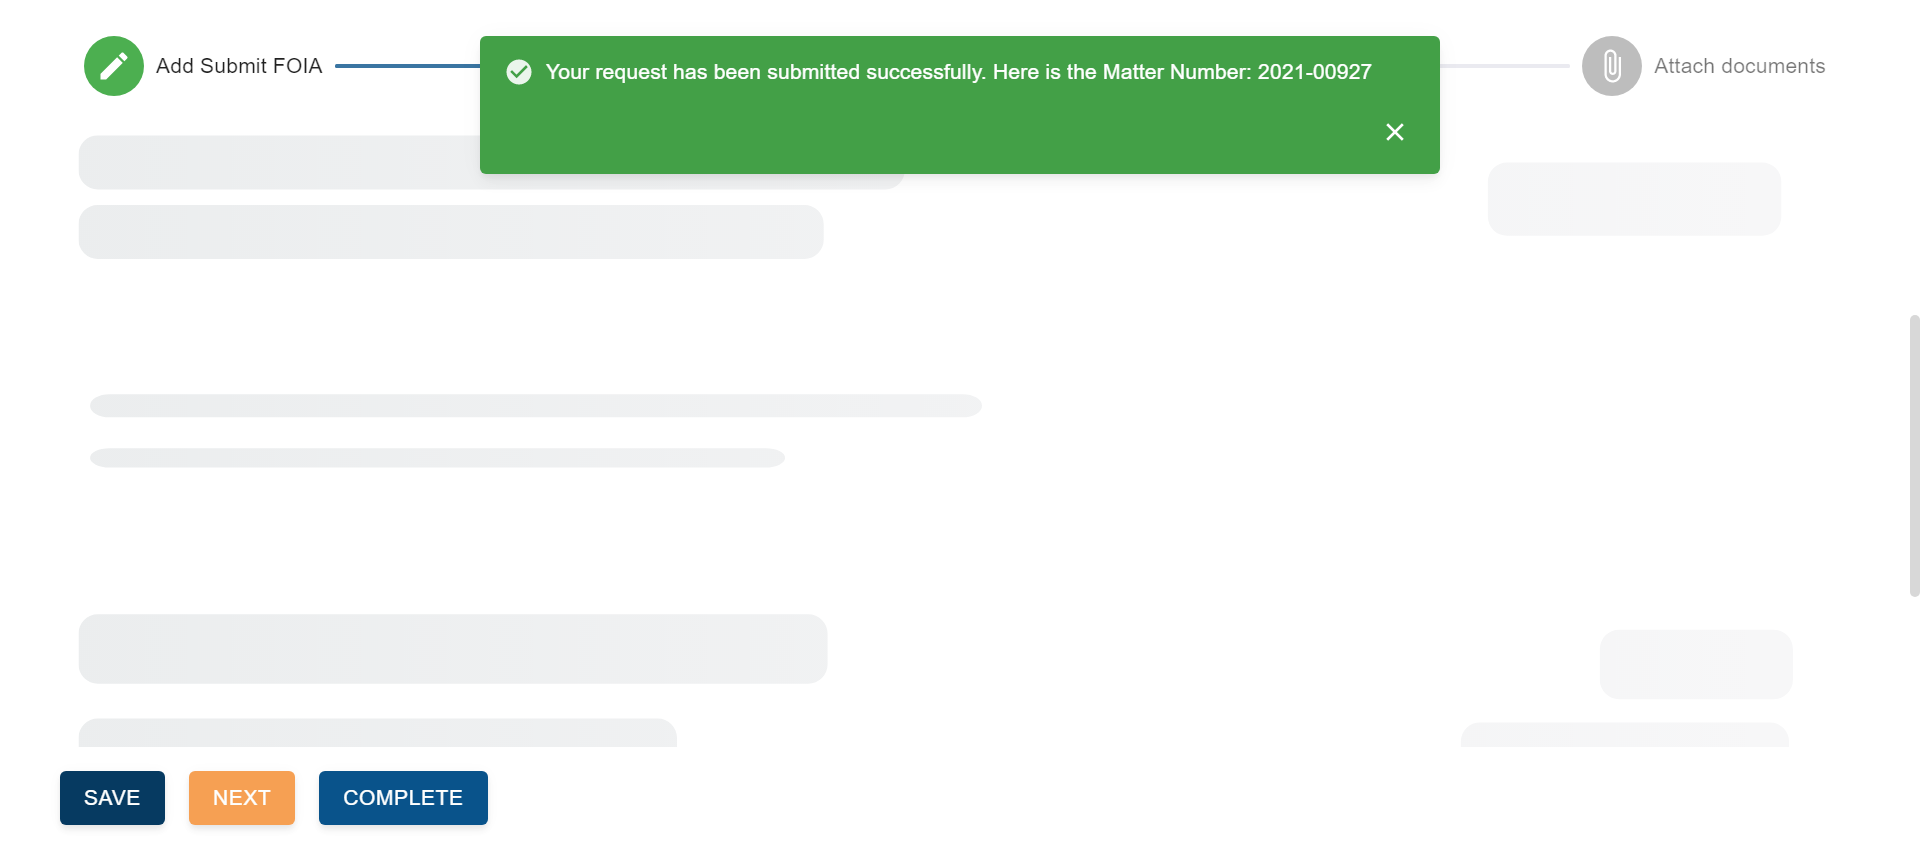 Add Submit FOIA
Your request has been submitted successfully. Here is the Matter Number: 2021-00927
Attach documents
SAVE
NEXT
COMPLETE